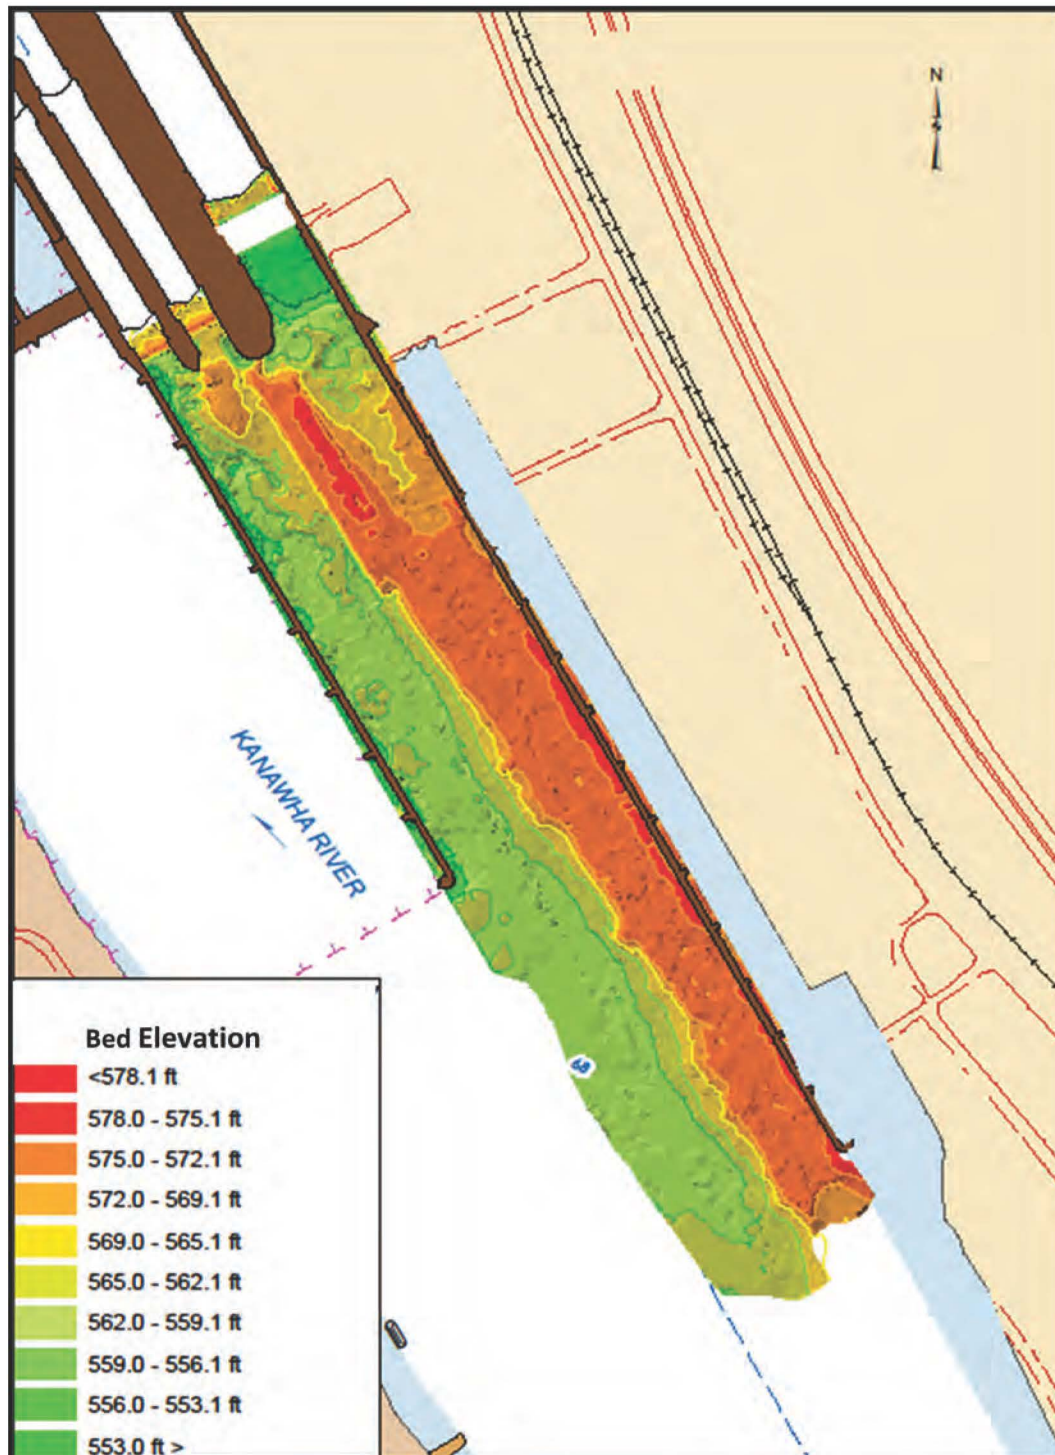 N
KANAWHA RIVER
68
Bed Elevation
<578.1 ft
578.0 - 575.1 ft
575.0 - 572.1 ft
572.0 - 569.1 ft
569.0 - 565.1 ft
565.0 - 562.1 ft
562.0 - 559.1 ft
559.0 - 556.1 ft
556.0 - 553.1 ft
553.0 ft >